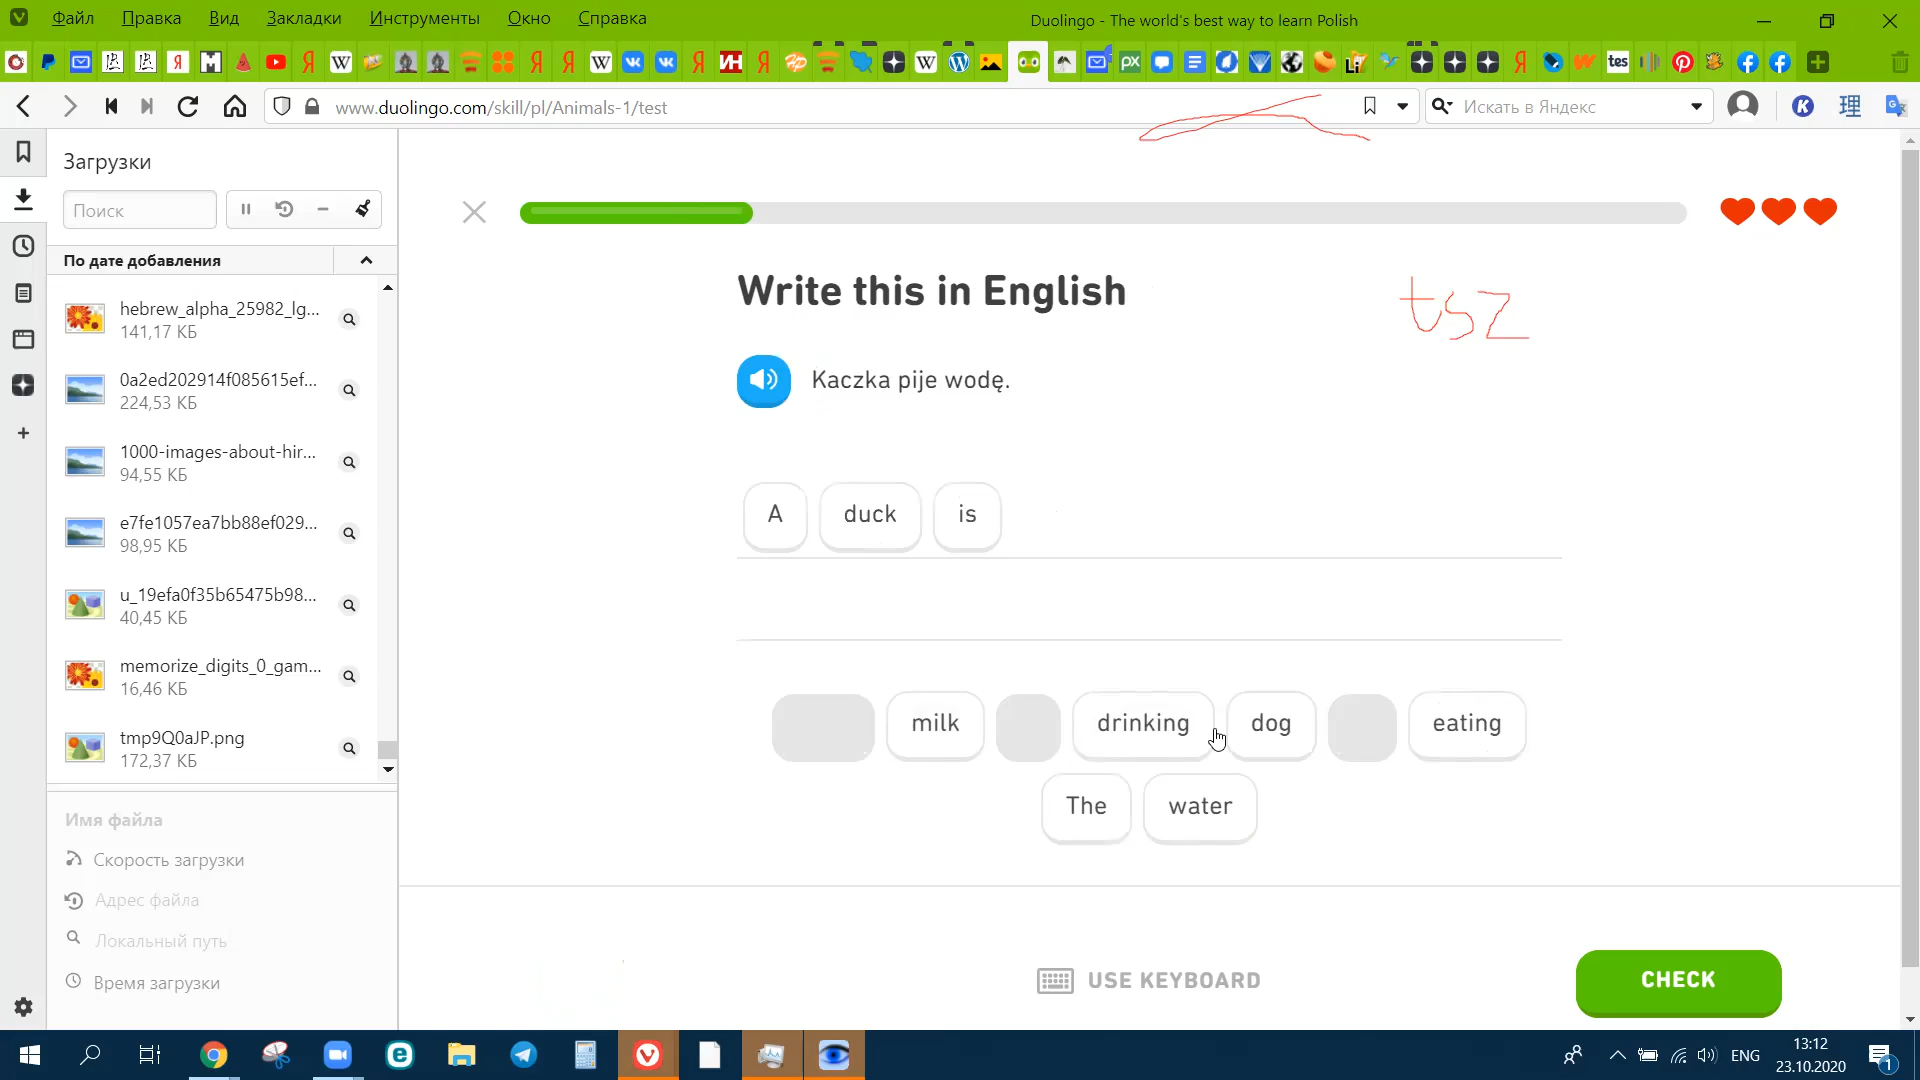 Файл Правка Вид Закладки Инструменты Окно Справка
Duolingo - The world's best way to learn Polish
www.duolingo.com/skill/pl/Animals-1/test
Искать в Яндекс
Загрузки
Поиск
По дате добавления
hebrew_alpha_25982_lg...
141,17 КБ
0a2ed202914f085615ef...
224,53 КБ
1000-images-about-hir...
94,55 КБ
e7fe1057ea7bb88ef029...
98,95 КБ
u_19efa0f35b65475b98...
40,45 КБ
memorize_digits_0_gam...
16,46 КБ
tmp9Q0aJP.png
172,37 КБ
Имя файла
Скорость загрузки
Адрес файла
Локальный путь
Время загрузки
Write this in English
tsz
Kaczka pije wodę.
A duck is
milk drinking dog eating
The water
USE KEYBOARD
CHECK
ENG
13:12
23.10.2020
1